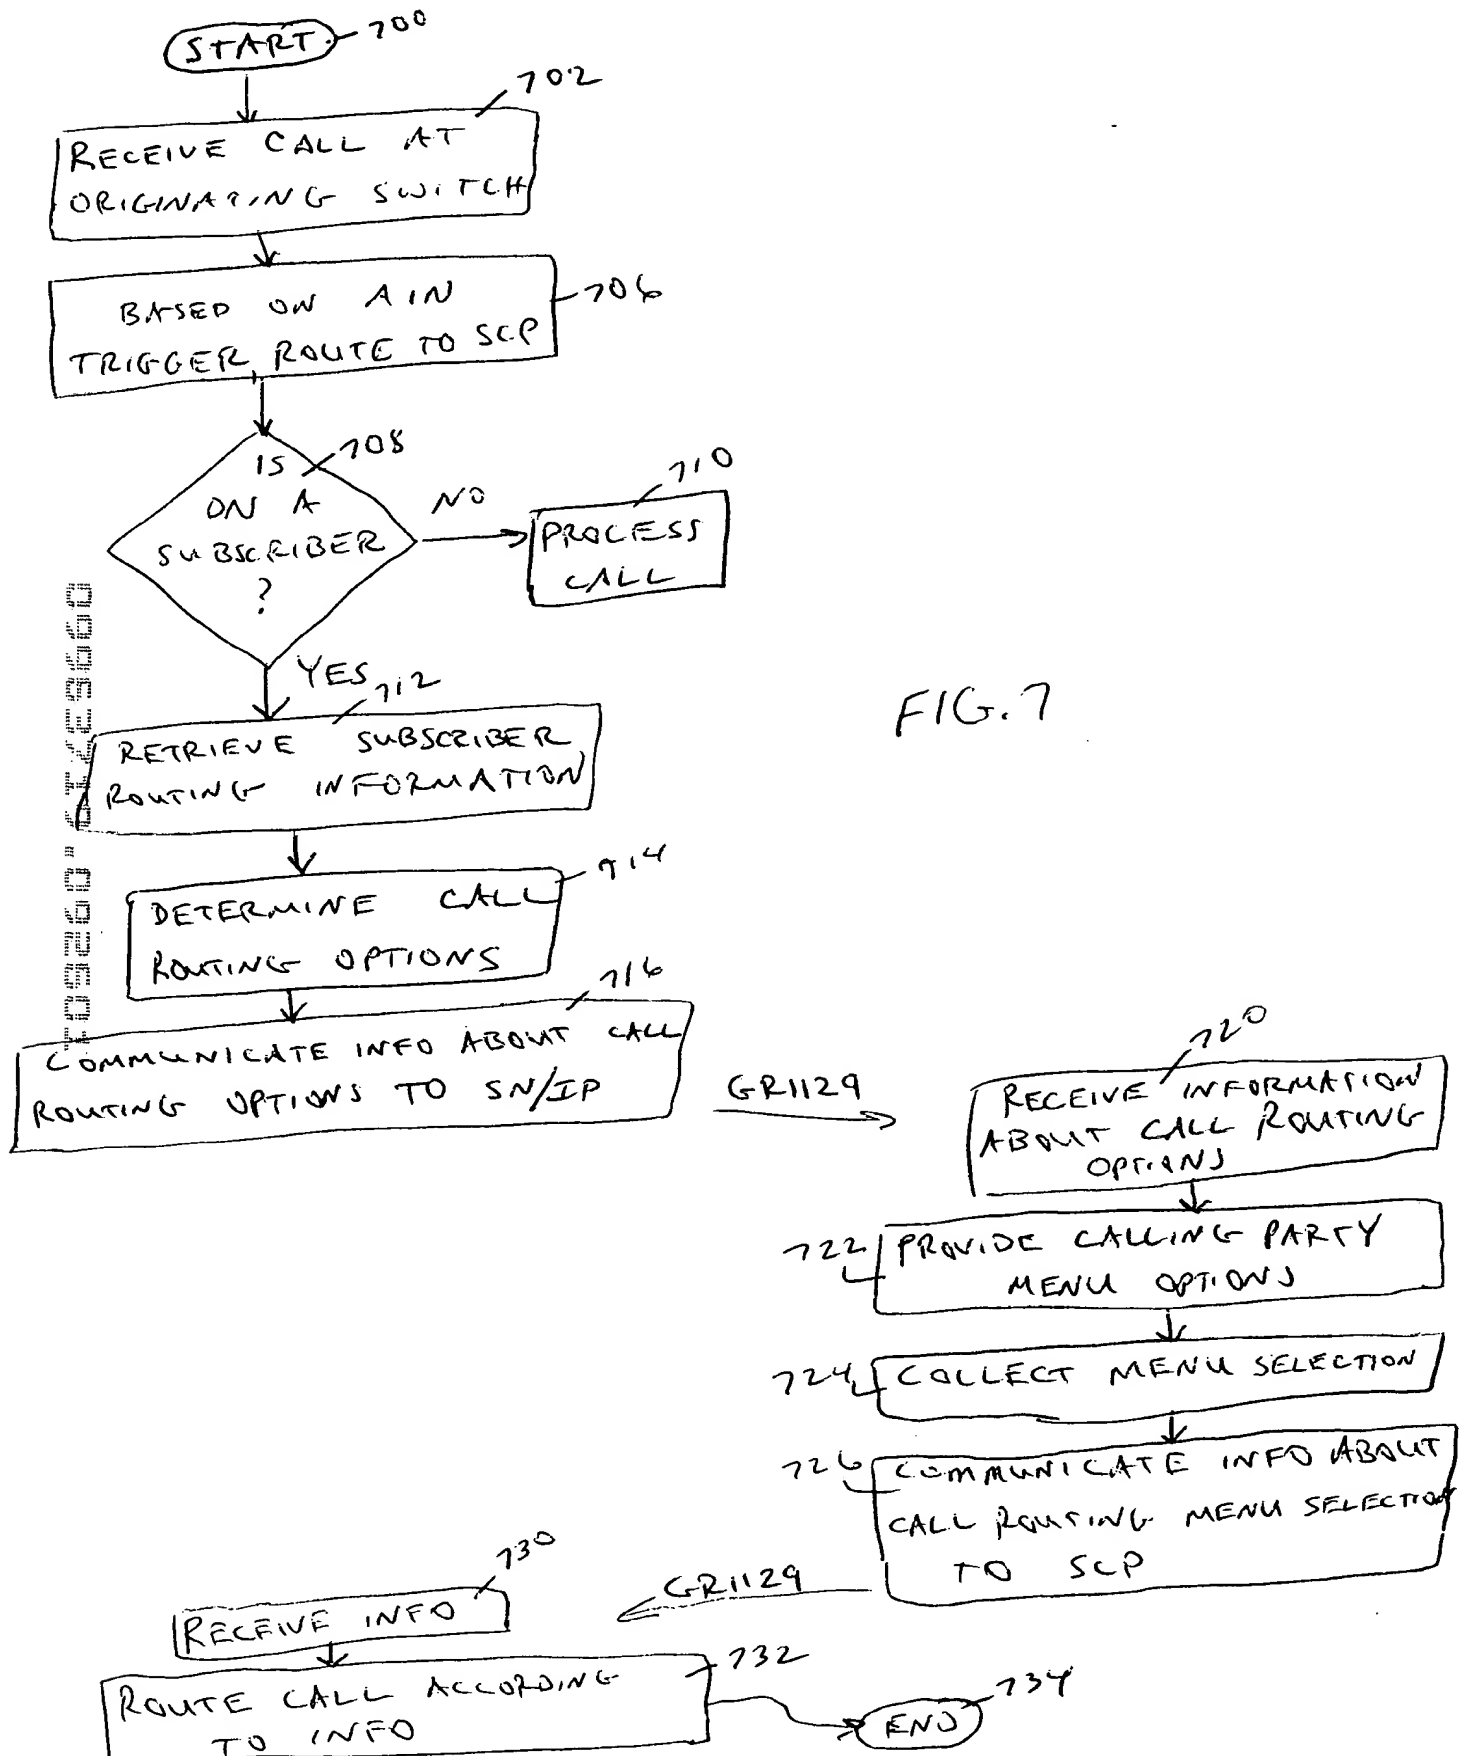 START
700
702
RECEIVE CALL AT
ORIGINATING SWITCH
706
BASED ON AIN
TRIGGER, ROUTE TO SCP
708
IS
ON A
SUBSCRIBER
?
NO
710
PROCESS
CALL
YES
712
RETRIEVE SUBSCRIBER
ROUTING INFORMATION
FIG. 7
714
DETERMINE CALL
ROUTING OPTIONS
716
COMMUNICATE INFO ABOUT CALL
ROUTING OPTIONS TO SN/IP
GR1129
720
RECEIVE INFORMATION
ABOUT CALL ROUTING
OPTIONS
722
PROVIDE CALLING PARTY
MENU OPTIONS
724
COLLECT MENU SELECTION
726
COMMUNICATE INFO ABOUT
CALL ROUTING MENU SELECTION
TO SCP
GR1129
730
RECEIVE INFO
732
ROUTE CALL ACCORDING
TO INFO
734
END